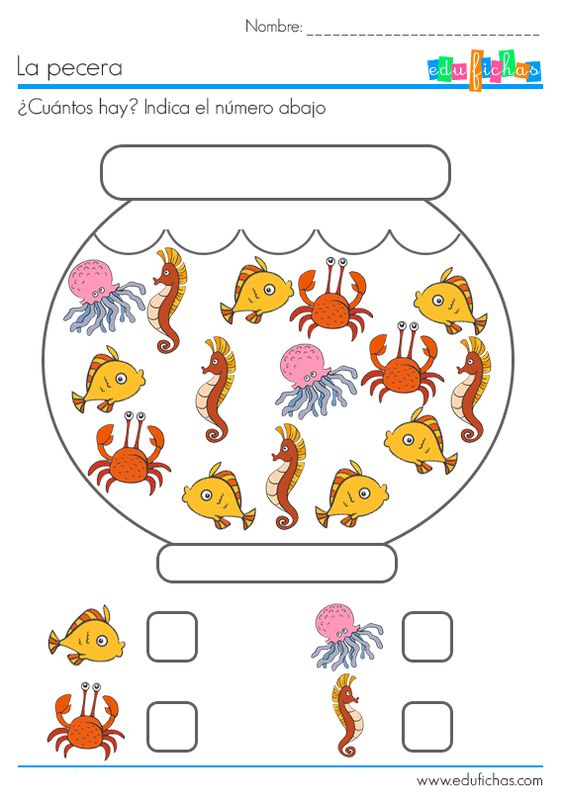 Nombre:___________________________
La pecera
edufichas
¿Cuántos hay? Indica el número abajo
www.edufichas.com